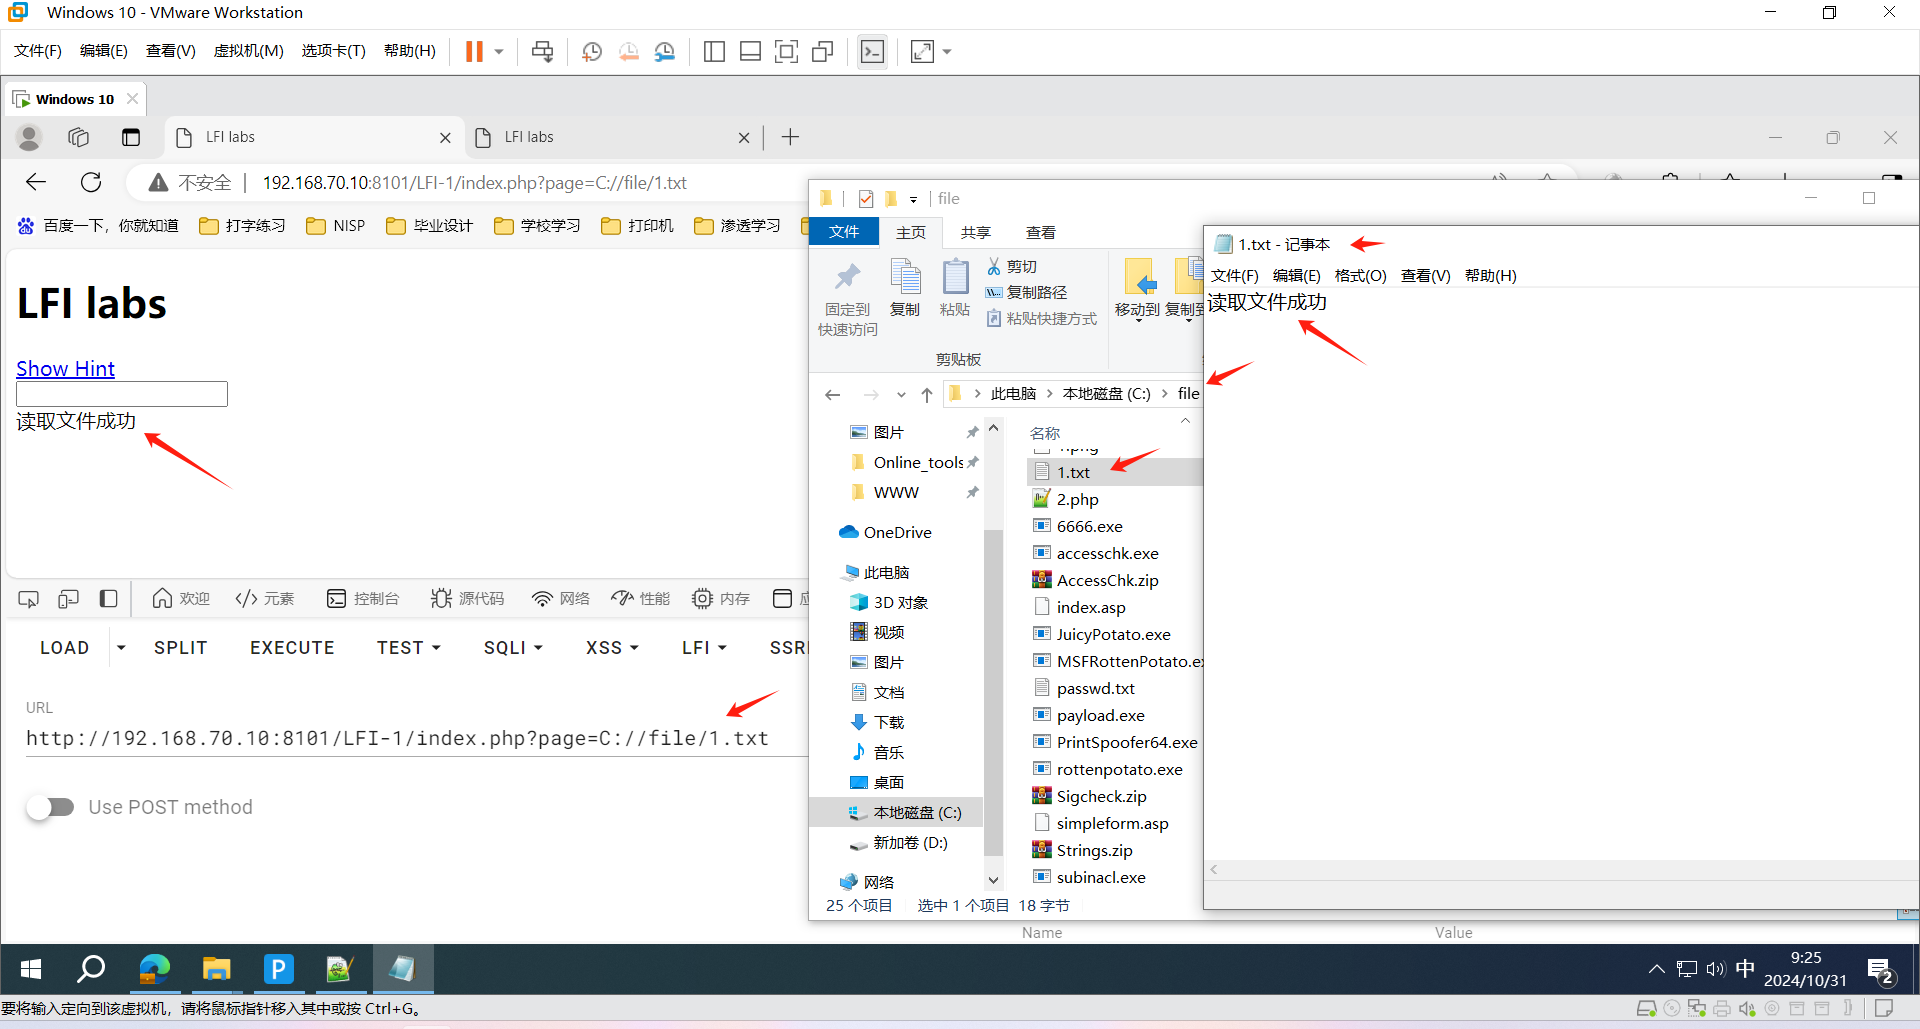 Windows 10 - VMware Workstation
文件(F) 编辑(E) 查看(V) 虚拟机(M) 选项卡(T) 帮助(H)
Windows 10
LFI labs
LFI labs
不安全
192.168.70.10:8101/LFI-1/index.php?page=C://file/1.txt
百度一下，你就知道 打字练习 NISP 毕业设计 学校学习 打印机 渗透学习
LFI labs
Show Hint
读取文件成功
欢迎 元素 控制台 源代码 网络 性能 内存
LOAD SPLIT EXECUTE TEST SQLI XSS LFI
URL
http://192.168.70.10:8101/LFI-1/index.php?page=C://file/1.txt
Use POST method
file
文件 主页 共享 查看
固定到
快速访问
复制
粘贴
剪切
复制路径
粘贴快捷方式
剪贴板
移动到
此电脑 本地磁盘 (C:) file
图片
Online_tools
WWW
OneDrive
此电脑
3D 对象
视频
图片
文档
下载
音乐
桌面
本地磁盘 (C:)
新加卷 (D:)
网络
名称
1.txt
2.php
6666.exe
accesschk.exe
AccessChk.zip
index.asp
JuicyPotato.exe
MSFRottenPotato.ex
passwd.txt
payload.exe
PrintSpoofer64.exe
rottenpotato.exe
Sigcheck.zip
simpleform.asp
Strings.zip
subinacl.exe
25 个项目 选中 1 个项目 18 字节
1.txt - 记事本
文件(F) 编辑(E) 格式(O) 查看(V) 帮助(H)
读取文件成功
Name Value
中
9:25
2024/10/31
2
要将输入定向到该虚拟机，请将鼠标指针移入其中或按 Ctrl+G。